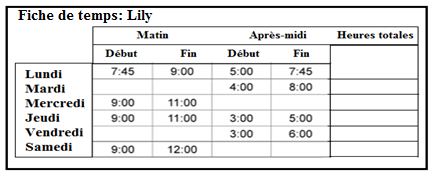 Fiche de temps: Lily
Matin Après-midi Heures totales
Début Fin Début Fin
Lundi 7:45 9:00 5:00 7:45
Mardi 4:00 8:00
Mercredi 9:00 11:00
Jeudi 9:00 11:00 3:00 5:00
Vendredi 3:00 6:00
Samedi 9:00 12:00